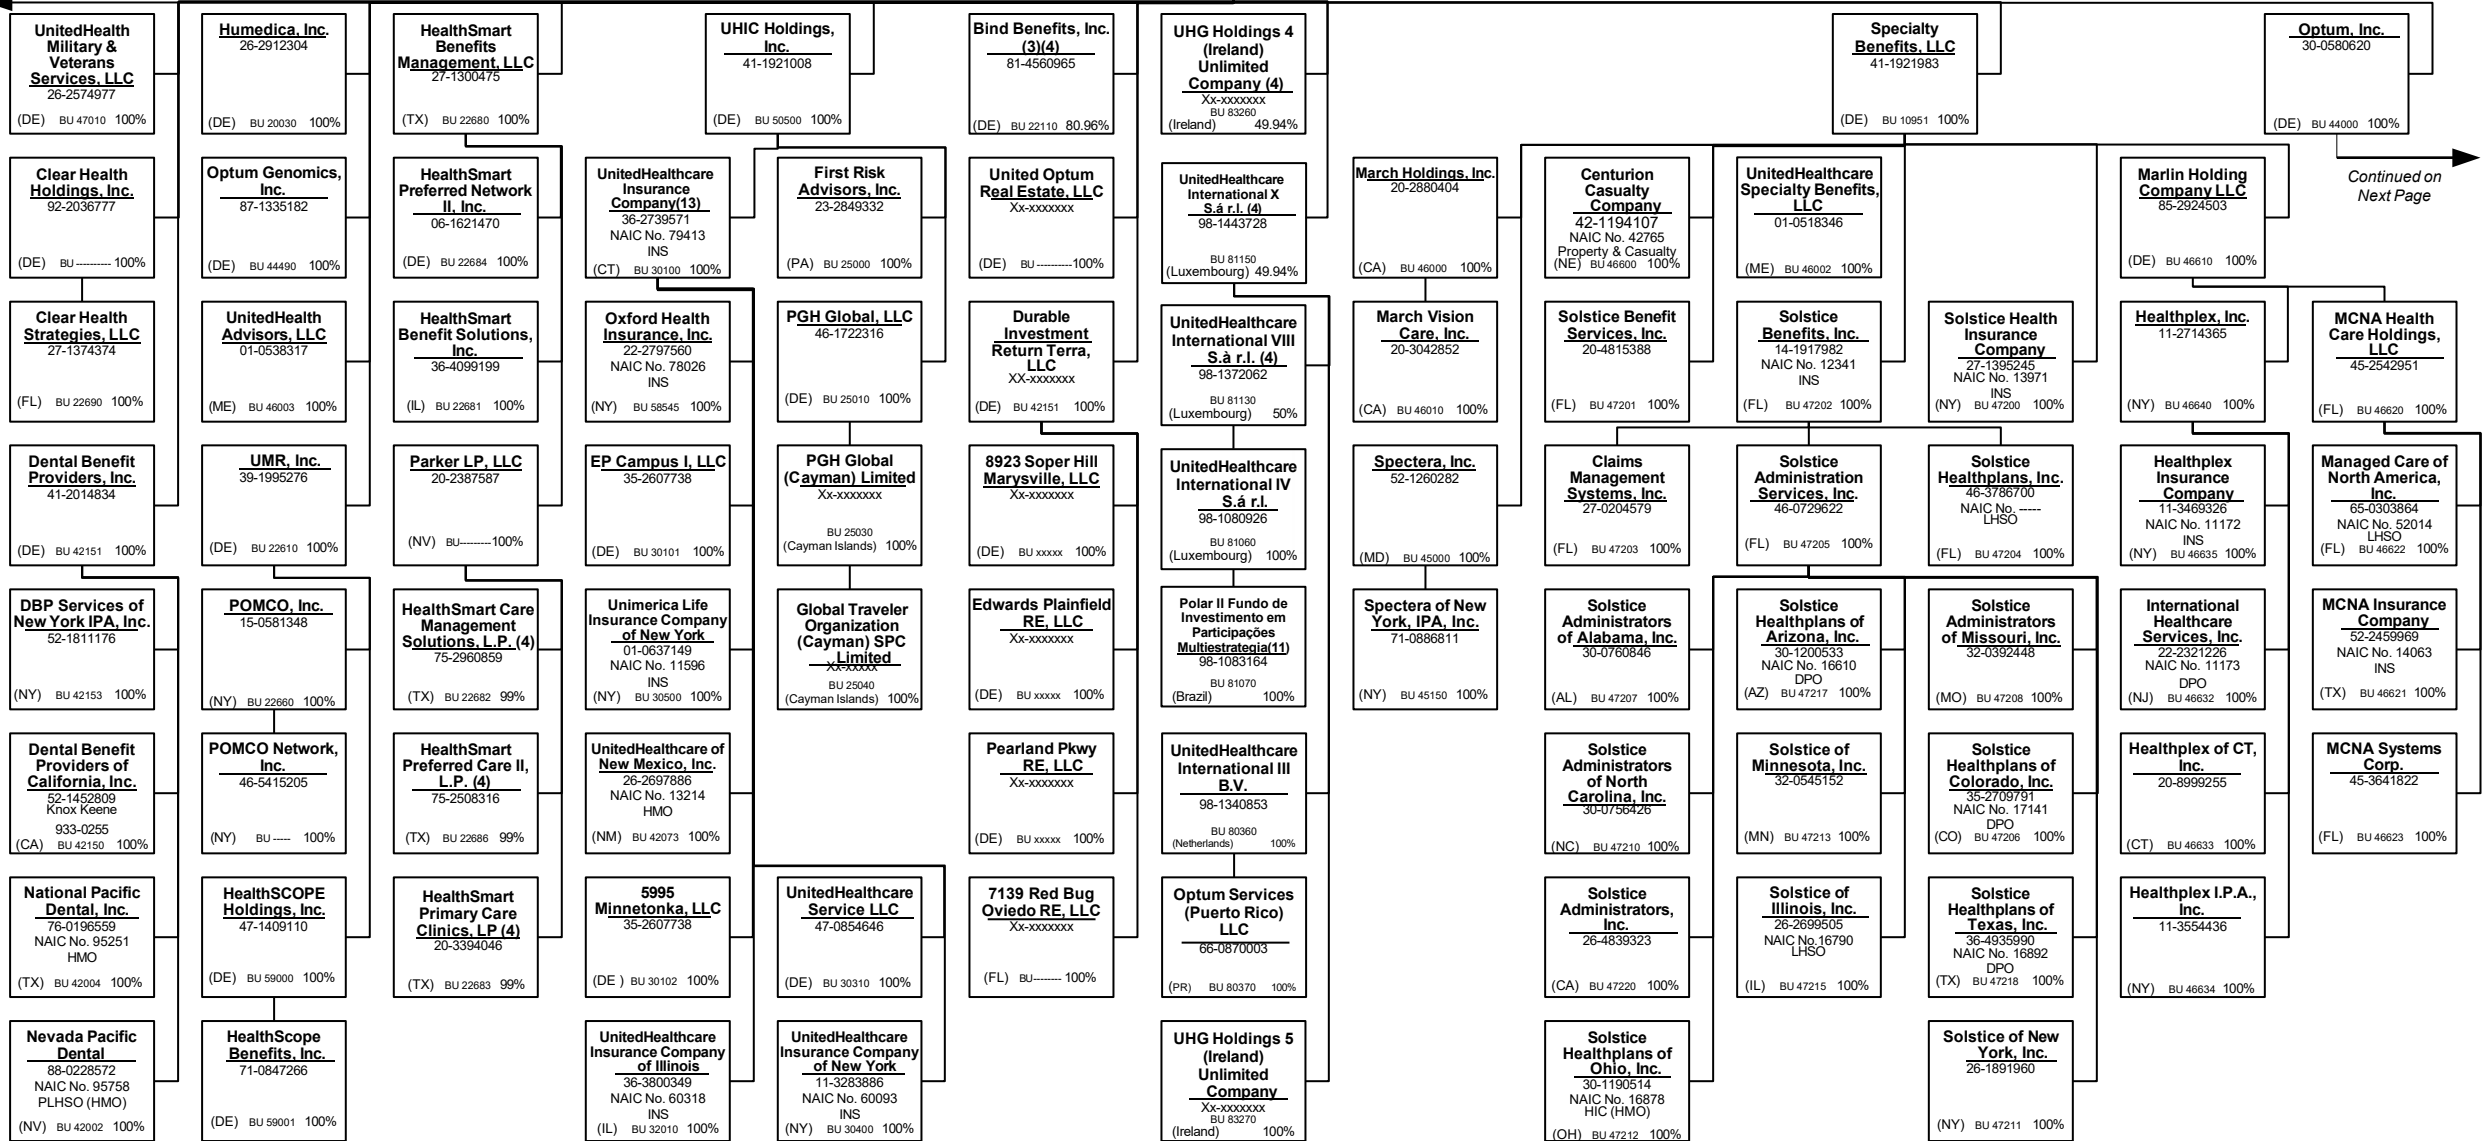 UnitedHealth
Military &
Veterans
Services, LLC
26-2574977
(DE) BU 47010 100%
Humedica, Inc.
26-2912304
(DE) BU 20030 100%
HealthSmart
Benefits
Management, LLC
27-1300475
(TX) BU 22680 100%
UHIC Holdings,
Inc.
41-1921008
(DE) BU 50500 100%
Bind Benefits, Inc.
(3)(4)
81-4560965
(DE) BU 22110 80.96%
UHG Holdings 4
(Ireland)
Unlimited
Company (4)
Xx-xxxxxxx
BU 83260
(Ireland) 49.94%
Specialty
Benefits, LLC
41-1921983
(DE) BU 10951 100%
Optum, Inc.
30-0580620
(DE) BU 44000 100%
Continued on
Next Page
Clear Health
Holdings, Inc.
92-2036777
(DE) BU ---------- 100%
Optum Genomics,
Inc.
87-1335182
(DE) BU 44490 100%
HealthSmart
Preferred Network
II, Inc.
06-1621470
(DE) BU 22684 100%
UnitedHealthcare
Insurance
Company(13)
36-2739571
NAIC No. 79413
INS
(CT) BU 30100 100%
First Risk
Advisors, Inc.
23-2849332
(PA) BU 25000 100%
United Optum
Real Estate, LLC
Xx-xxxxxxx
(DE) BU ----------100%
UnitedHealthcare
International X
S.á r.l. (4)
98-1443728
BU 81150
(Luxembourg) 49.94%
March Holdings, Inc.
20-2880404
(CA) BU 46000 100%
Centurion
Casualty
Company
42-1194107
NAIC No. 42765
Property & Casualty
(NE) BU 46600 100%
UnitedHealthcare
Specialty Benefits,
LLC
01-0518346
(ME) BU 46002 100%
Marlin Holding
Company LLC
85-2924503
(DE) BU 46610 100%
Clear Health
Strategies, LLC
27-1374374
(FL) BU 22690 100%
UnitedHealth
Advisors, LLC
01-0538317
(ME) BU 46003 100%
HealthSmart
Benefit Solutions,
Inc.
36-4099199
(IL) BU 22681 100%
Oxford Health
Insurance, Inc.
22-2797560
NAIC No. 78026
INS
(NY) BU 58545 100%
PGH Global, LLC
46-1722316
(DE) BU 25010 100%
Durable
Investment
Return Terra,
LLC
XX-xxxxxxx
(DE) BU 42151 100%
UnitedHealthcare
International VIII
S.à r.l. (4)
98-1372062
BU 81130
(Luxembourg) 50%
March Vision
Care, Inc.
20-3042852
(CA) BU 46010 100%
Solstice Benefit
Services, Inc.
20-4815388
(FL) BU 47201 100%
Solstice
Benefits, Inc.
14-1917982
NAIC No. 12341
INS
(FL) BU 47202 100%
Solstice Health
Insurance
Company
27-1395245
NAIC No. 13971
INS
(NY) BU 47200 100%
Healthplex, Inc.
11-2714365
(NY) BU 46640 100%
MCNA Health
Care Holdings,
LLC
45-2542951
(FL) BU 46620 100%
Dental Benefit
Providers, Inc.
41-2014834
(DE) BU 42151 100%
UMR, Inc.
39-1995276
(DE) BU 22610 100%
Parker LP, LLC
20-2387587
(NV) BU---------100%
EP Campus I, LLC
35-2607738
(DE) BU 30101 100%
PGH Global
(Cayman) Limited
Xx-xxxxxxx
BU 25030
(Cayman Islands) 100%
8923 Soper Hill
Marysville, LLC
Xx-xxxxxxx
(DE) BU xxxxx 100%
UnitedHealthcare
International IV
S.á r.l.
98-1080926
BU 81060
(Luxembourg) 100%
Spectera, Inc.
52-1260282
(MD) BU 45000 100%
Claims
Management
Systems, Inc.
27-0204579
(FL) BU 47203 100%
Solstice
Administration
Services, Inc.
46-0729622
(FL) BU 47205 100%
Solstice
Healthplans, Inc.
46-3786700
NAIC No. -----
LHSO
(FL) BU 47204 100%
Healthplex
Insurance
Company
11-3469326
NAIC No. 11172
INS
(NY) BU 46635 100%
Managed Care of
North America,
Inc.
65-0303864
NAIC No. 52014
LHSO
(FL) BU 46622 100%
DBP Services of
New York IPA, Inc.
52-1811176
(NY) BU 42153 100%
POMCO, Inc.
15-0581348
(NY) BU 22660 100%
HealthSmart Care
Management
Solutions, L.P. (4)
75-2960859
(TX) BU 22682 99%
Unimerica Life
Insurance Company
of New York
01-0637149
NAIC No. 11596
INS
(NY) BU 30500 100%
Global Traveler
Organization
(Cayman) SPC
Limited
Xx-xxxxx
BU 25040
(Cayman Islands) 100%
Edwards Plainfield
RE, LLC
Xx-xxxxxxx
(DE) BU xxxxx 100%
Polar II Fundo de
Investimento em
Participações
Multiestrategia(11)
98-1083164
BU 81070
(Brazil) 100%
Spectera of New
York, IPA, Inc.
71-0886811
(NY) BU 45150 100%
Solstice
Administrators
of Alabama, Inc.
30-0760846
(AL) BU 47207 100%
Solstice
Healthplans of
Arizona, Inc.
30-1200533
NAIC No. 16610
DPO
(AZ) BU 47217 100%
Solstice
Administrators
of Missouri, Inc.
32-0392448
(MO) BU 47208 100%
International
Healthcare
Services, Inc.
22-2321226
NAIC No. 11173
DPO
(NJ) BU 46632 100%
MCNA Insurance
Company
52-2459969
NAIC No. 14063
INS
(TX) BU 46621 100%
Dental Benefit
Providers of
California, Inc.
52-1452809
Knox Keene
933-0255
(CA) BU 42150 100%
POMCO Network,
Inc.
46-5415205
(NY) BU ----- 100%
HealthSmart
Preferred Care II,
L.P. (4)
75-2508316
(TX) BU 22686 99%
UnitedHealthcare of
New Mexico, Inc.
26-2697886
NAIC No. 13214
HMO
(NM) BU 42073 100%
Pearland Pkwy
RE, LLC
Xx-xxxxxxx
(DE) BU xxxxx 100%
UnitedHealthcare
International III
B.V.
98-1340853
BU 80360
(Netherlands) 100%
Solstice
Administrators
of North
Carolina, Inc.
30-0756426
(NC) BU 47210 100%
Solstice of
Minnesota, Inc.
32-0545152
(MN) BU 47213 100%
Solstice
Healthplans of
Colorado, Inc.
35-2709791
NAIC No. 17141
DPO
(CO) BU 47206 100%
Healthplex of CT,
Inc.
20-8999255
(CT) BU 46633 100%
MCNA Systems
Corp.
45-3641822
(FL) BU 46623 100%
National Pacific
Dental, Inc.
76-0196559
NAIC No. 95251
HMO
(TX) BU 42004 100%
HealthSCOPE
Holdings, Inc.
47-1409110
(DE) BU 59000 100%
HealthSmart
Primary Care
Clinics, LP (4)
20-3394046
(TX) BU 22683 99%
5995
Minnetonka, LLC
35-2607738
(DE ) BU 30102 100%
UnitedHealthcare
Service LLC
47-0854646
(DE) BU 30310 100%
7139 Red Bug
Oviedo RE, LLC
Xx-xxxxxxx
(FL) BU-------- 100%
Optum Services
(Puerto Rico)
LLC
66-0870003
(PR) BU 80370 100%
Solstice
Administrators,
Inc.
26-4839323
(CA) BU 47220 100%
Solstice of
Illinois, Inc.
26-2699505
NAIC No.16790
LHSO
(IL) BU 47215 100%
Solstice
Healthplans of
Texas, Inc.
36-4935990
NAIC No. 16892
DPO
(TX) BU 47218 100%
Healthplex I.P.A.,
Inc.
11-3554436
(NY) BU 46634 100%
Nevada Pacific
Dental
88-0228572
NAIC No. 95758
PLHSO (HMO)
(NV) BU 42002 100%
HealthScope
Benefits, Inc.
71-0847266
(DE) BU 59001 100%
UnitedHealthcare
Insurance Company
of Illinois
36-3800349
NAIC No. 60318
INS
(IL) BU 32010 100%
UnitedHealthcare
Insurance Company
of New York
11-3283886
NAIC No. 60093
INS
(NY) BU 30400 100%
UHG Holdings 5
(Ireland)
Unlimited
Company
Xx-xxxxxxx
BU 83270
(Ireland) 100%
Solstice
Healthplans of
Ohio, Inc.
30-1190514
NAIC No. 16878
HIC (HMO)
(OH) BU 47212 100%
Solstice of New
York, Inc.
26-1891960
(NY) BU 47211 100%